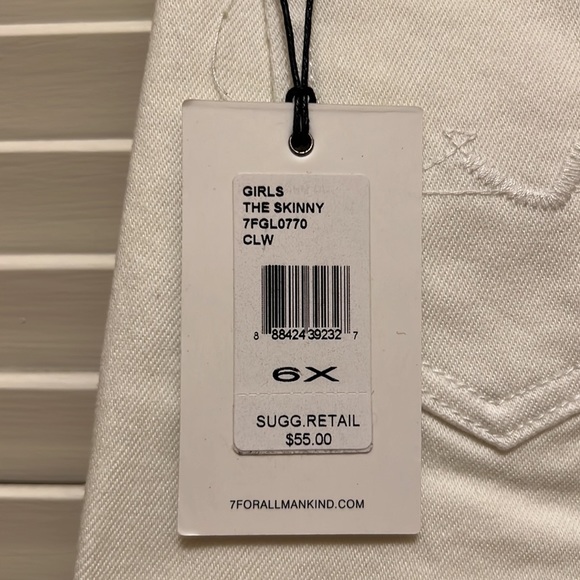 GIRLS
THE SKINNY
7FGL0770
CLW
8 88424 39232 7
6X
SUGG.RETAIL
$55.00
7FORALLMANKIND.COM